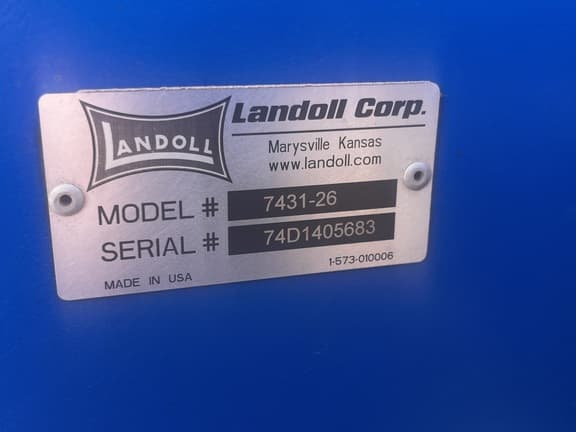 LANDOLL
Landoll Corp.
Marysville Kansas
www.landoll.com
MODEL # 7431-26
SERIAL # 74D1405683
MADE IN USA
1-573-010006